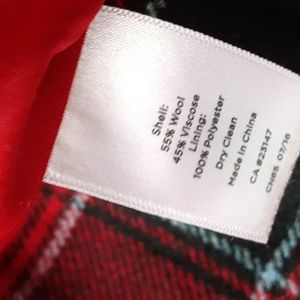 Shell:
55% Wool
45% Viscose
Lining:
100% Polyester
Dry Clean
Made in China
CA #23147
CN65 07/16